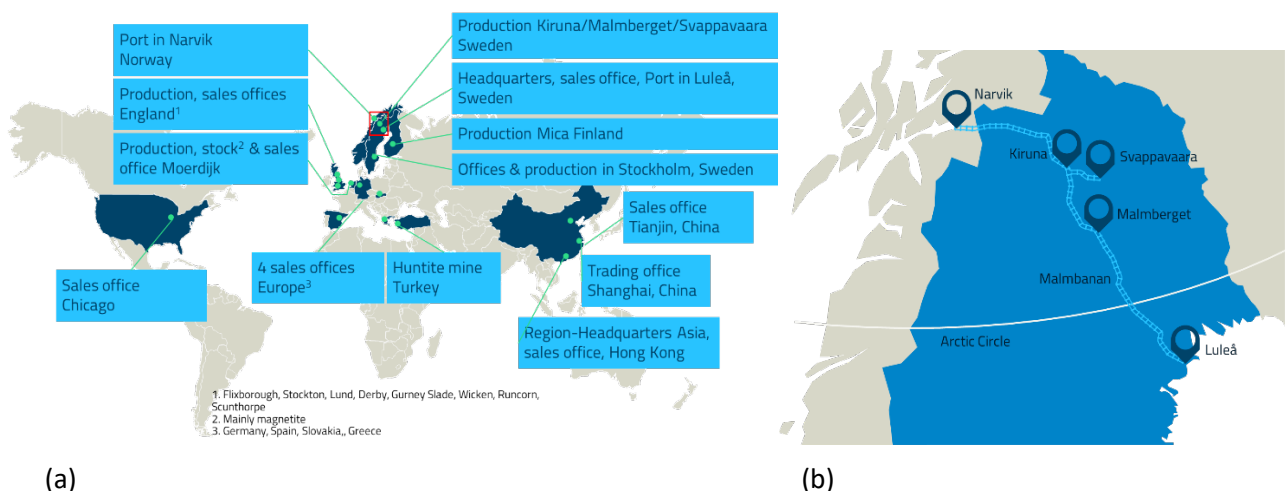 Port in Narvik
Norway
Production, sales offices
England¹
Production, stock² & sales
office Moerdijk
Production Kiruna/Malmberget/Svappavaara
Sweden
Headquarters, sales office, Port in Luleå,
Sweden
Production Mica Finland
Offices & production in Stockholm, Sweden
Sales office
Tianjin, China
Sales office
Chicago
4 sales offices
Europe³
Huntite mine
Turkey
Trading office
Shanghai, China
Region-Headquarters Asia,
sales office, Hong Kong
1. Flixborough, Stockton, Lund, Derby, Gurney Slade, Wicken, Runcorn,
Scunthorpe
2. Mainly magnetite
3. Germany, Spain, Slovakia,, Greece
(a)
Narvik
Kiruna
Svappavaara
Malmberget
Malmbanan
Arctic Circle
Luleå
(b)